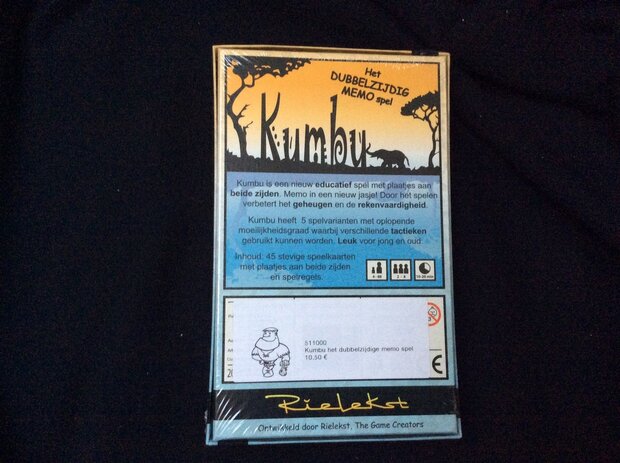 Het
DUBBELZIJDIG
MEMO spel
Kumbu
Kumbu is een nieuw educatief spel met plaatjes aan
beide zijden. Memo in een nieuw jasje! Door het spelen
verbetert het geheugen en de rekenvaardigheid.
Kumbu heeft 5 spelvarianten met oplopende
moeilijkheidsgraad waarbij verschillende tactieken
gebruikt kunnen worden. Leuk voor jong en oud.
Inhoud: 45 stevige speelkaarten
met plaatjes aan beide zijden
en spelregels.
511000
Kumbu het dubbelzijdige memo spel
10.50 €
CE
Rielekst
Ontwikkeld door Rielekst, The Game Creators